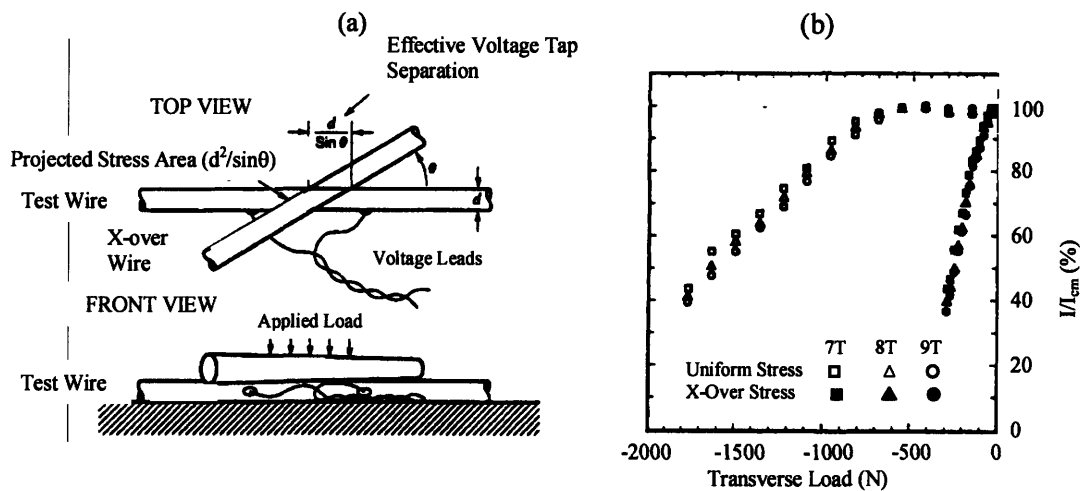 (a)
Effective Voltage Tap
Separation
TOP VIEW
d
Sin θ
Projected Stress Area (d²/sinθ)
θ
Test Wire
d
X-over
Wire
Voltage Leads
FRONT VIEW
Applied Load
Test Wire
(b)
100
80
60
40
20
0
I/Icm (%)
7T 8T 9T
Uniform Stress
X-Over Stress
-2000 -1500 -1000 -500 0
Transverse Load (N)